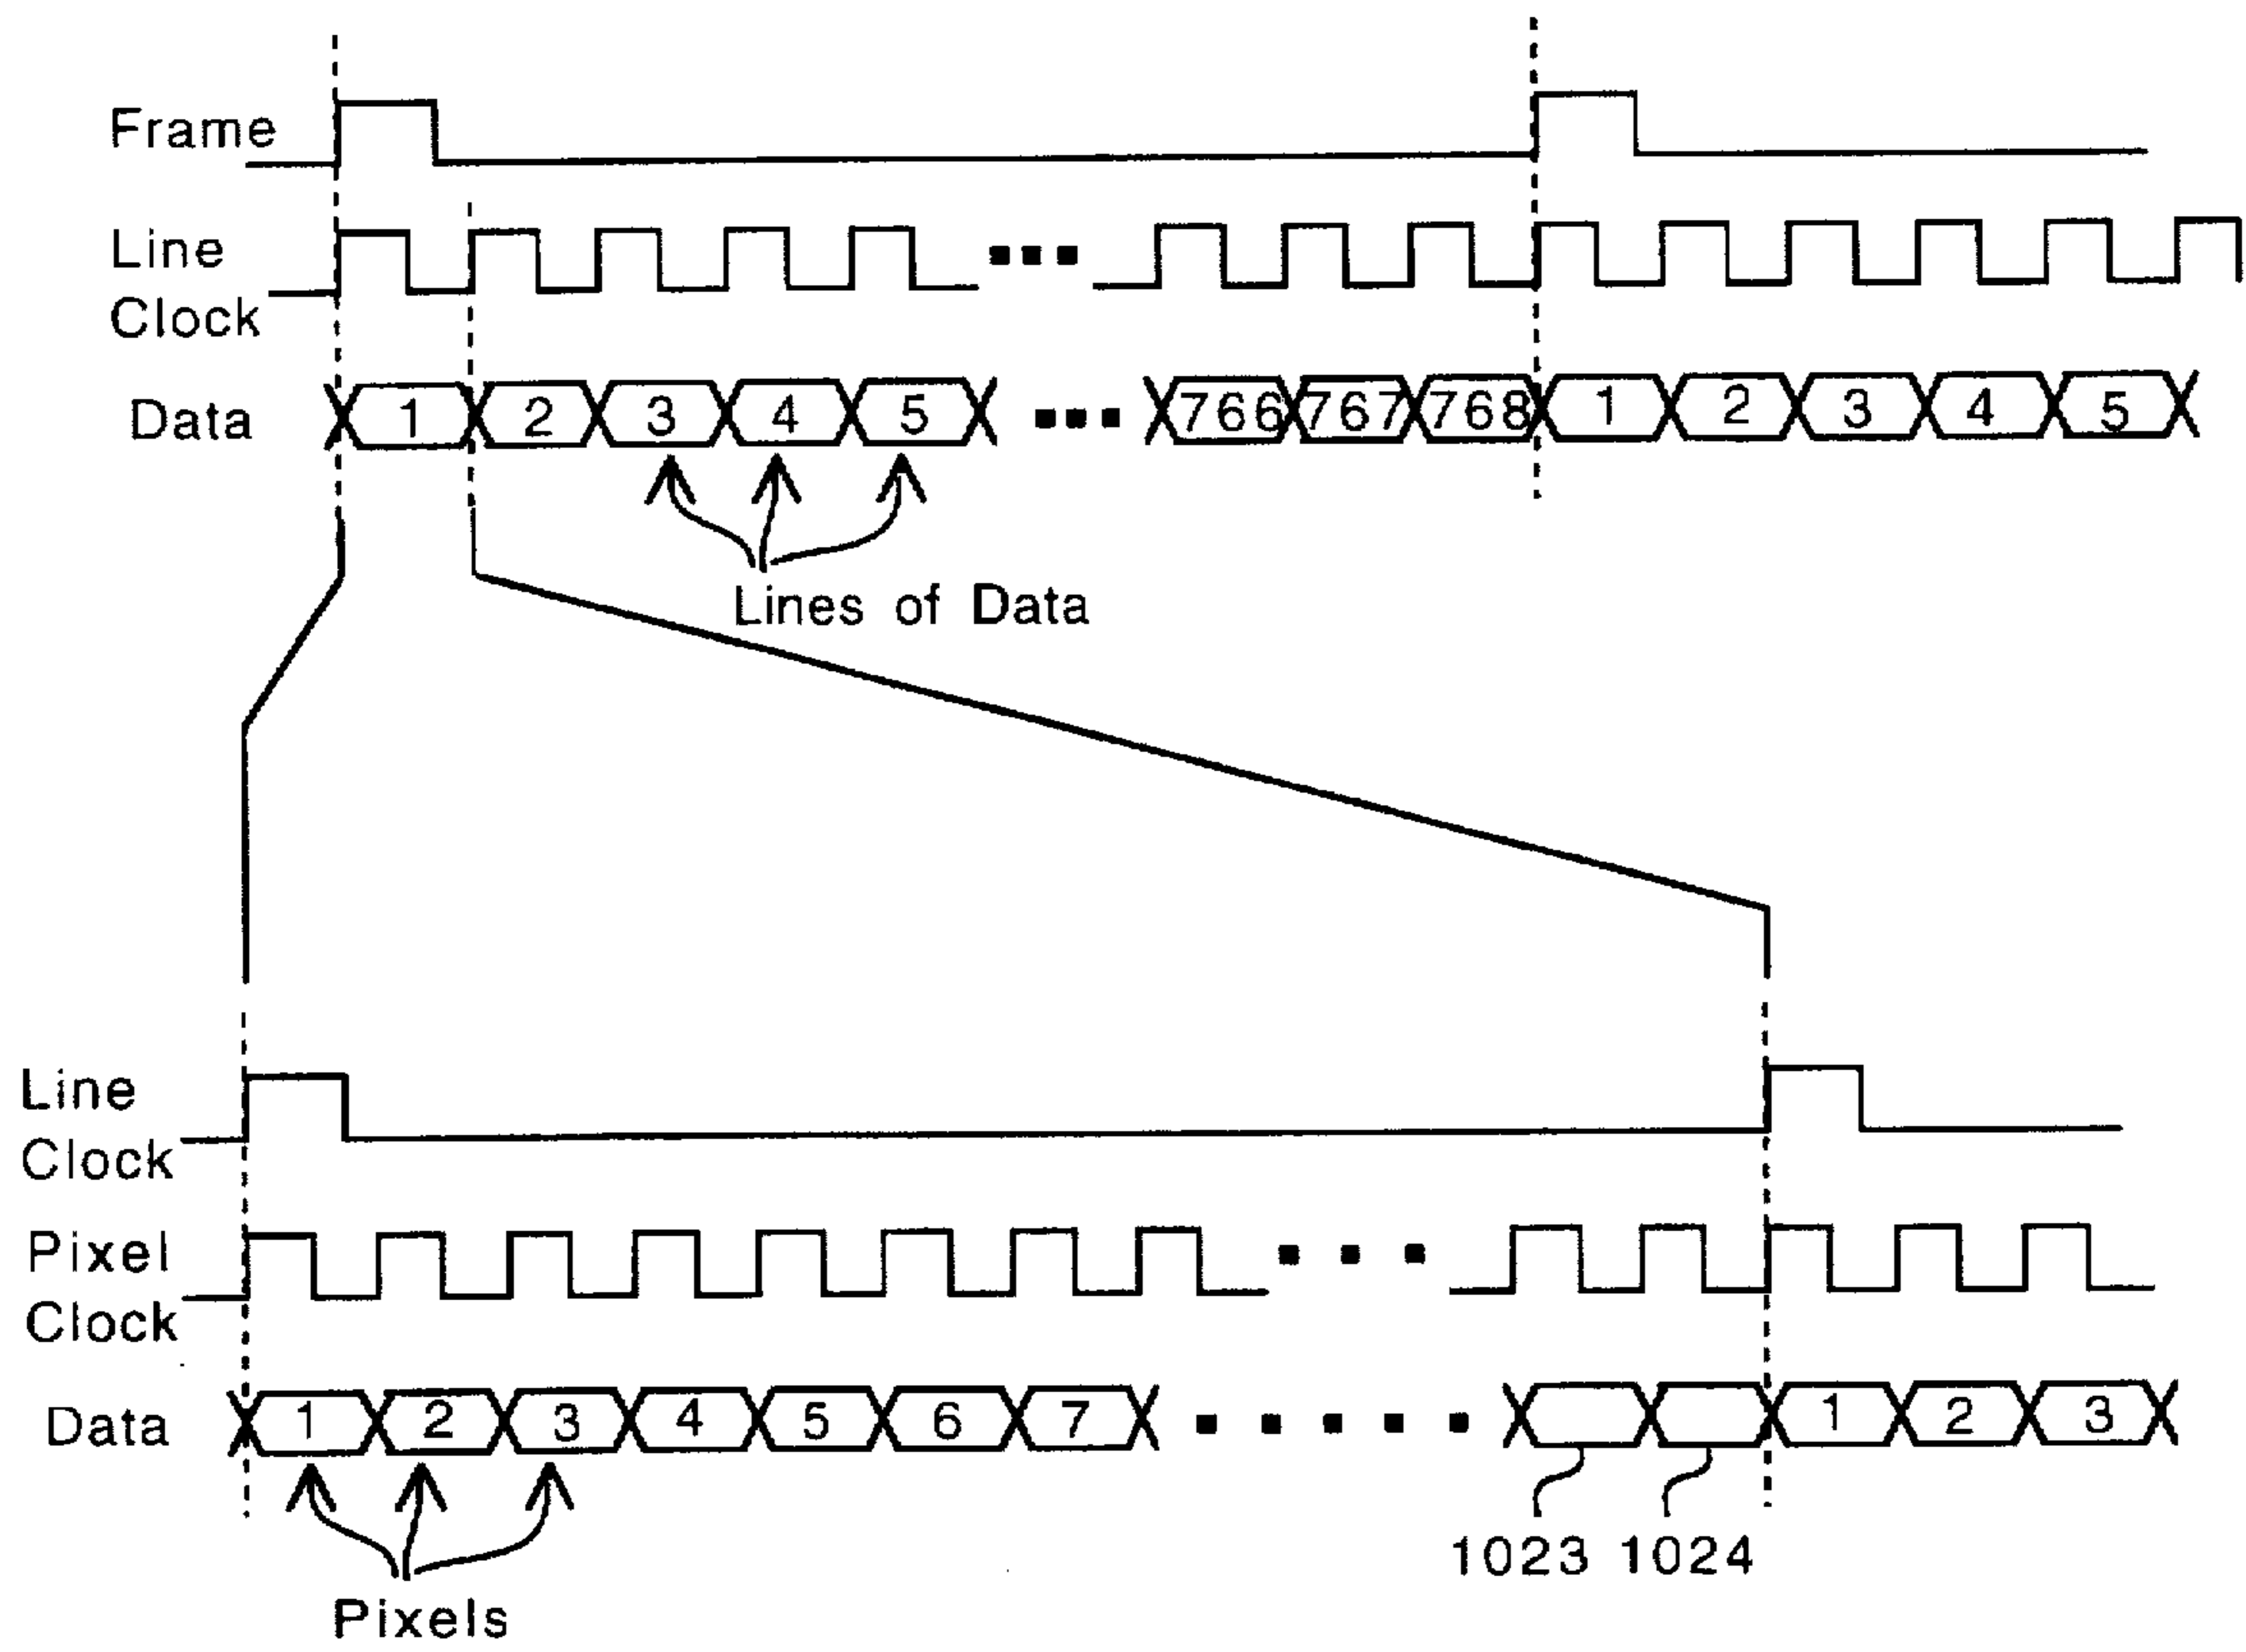 Frame
Line
Clock
Data 1 2 3 4 5 766 767 768 1 2 3 4 5
Lines of Data
Line
Clock
Pixel
Clock
Data 1 2 3 4 5 6 7 1 2 3
1023 1024
Pixels